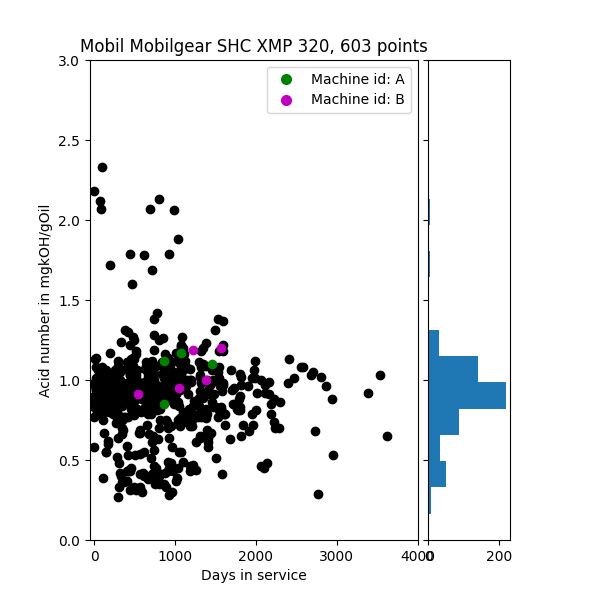 Mobil Mobilgear SHC XMP 320, 603 points
Machine id: A
Machine id: B
3.0
2.5
2.0
1.5
1.0
0.5
0.0
Acid number in mgkOH/gOil
0
1000
2000
3000
4000
0
200
Days in service